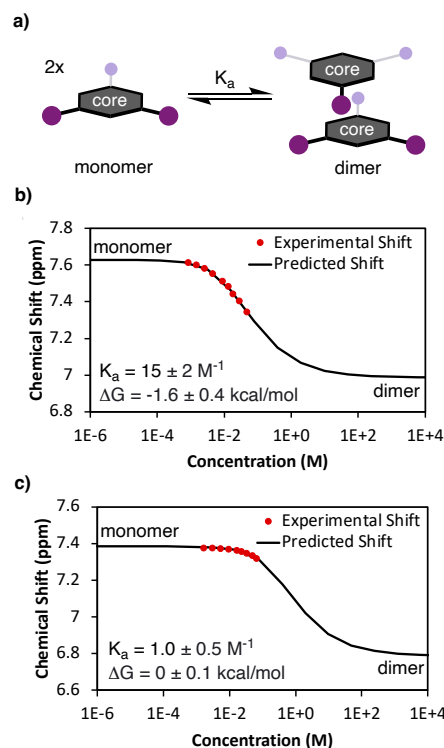 a)
2x
core
monomer
Ka
core
core
dimer
b)
Chemical Shift (ppm)
7.8
7.6
7.4
7.2
7
6.8
monomer
Experimental Shift
Predicted Shift
Ka = 15 ± 2 M-1
ΔG = -1.6 ± 0.4 kcal/mol
dimer
1E-6 1E-4 1E-2 1E+0 1E+2 1E+4
Concentration (M)
c)
Chemical Shift (ppm)
7.6
7.4
7.2
7
6.8
6.6
monomer
Experimental Shift
Predicted Shift
Ka = 1.0 ± 0.5 M-1
ΔG = 0 ± 0.1 kcal/mol
dimer
1E-6 1E-4 1E-2 1E+0 1E+2 1E+4
Concentration (M)